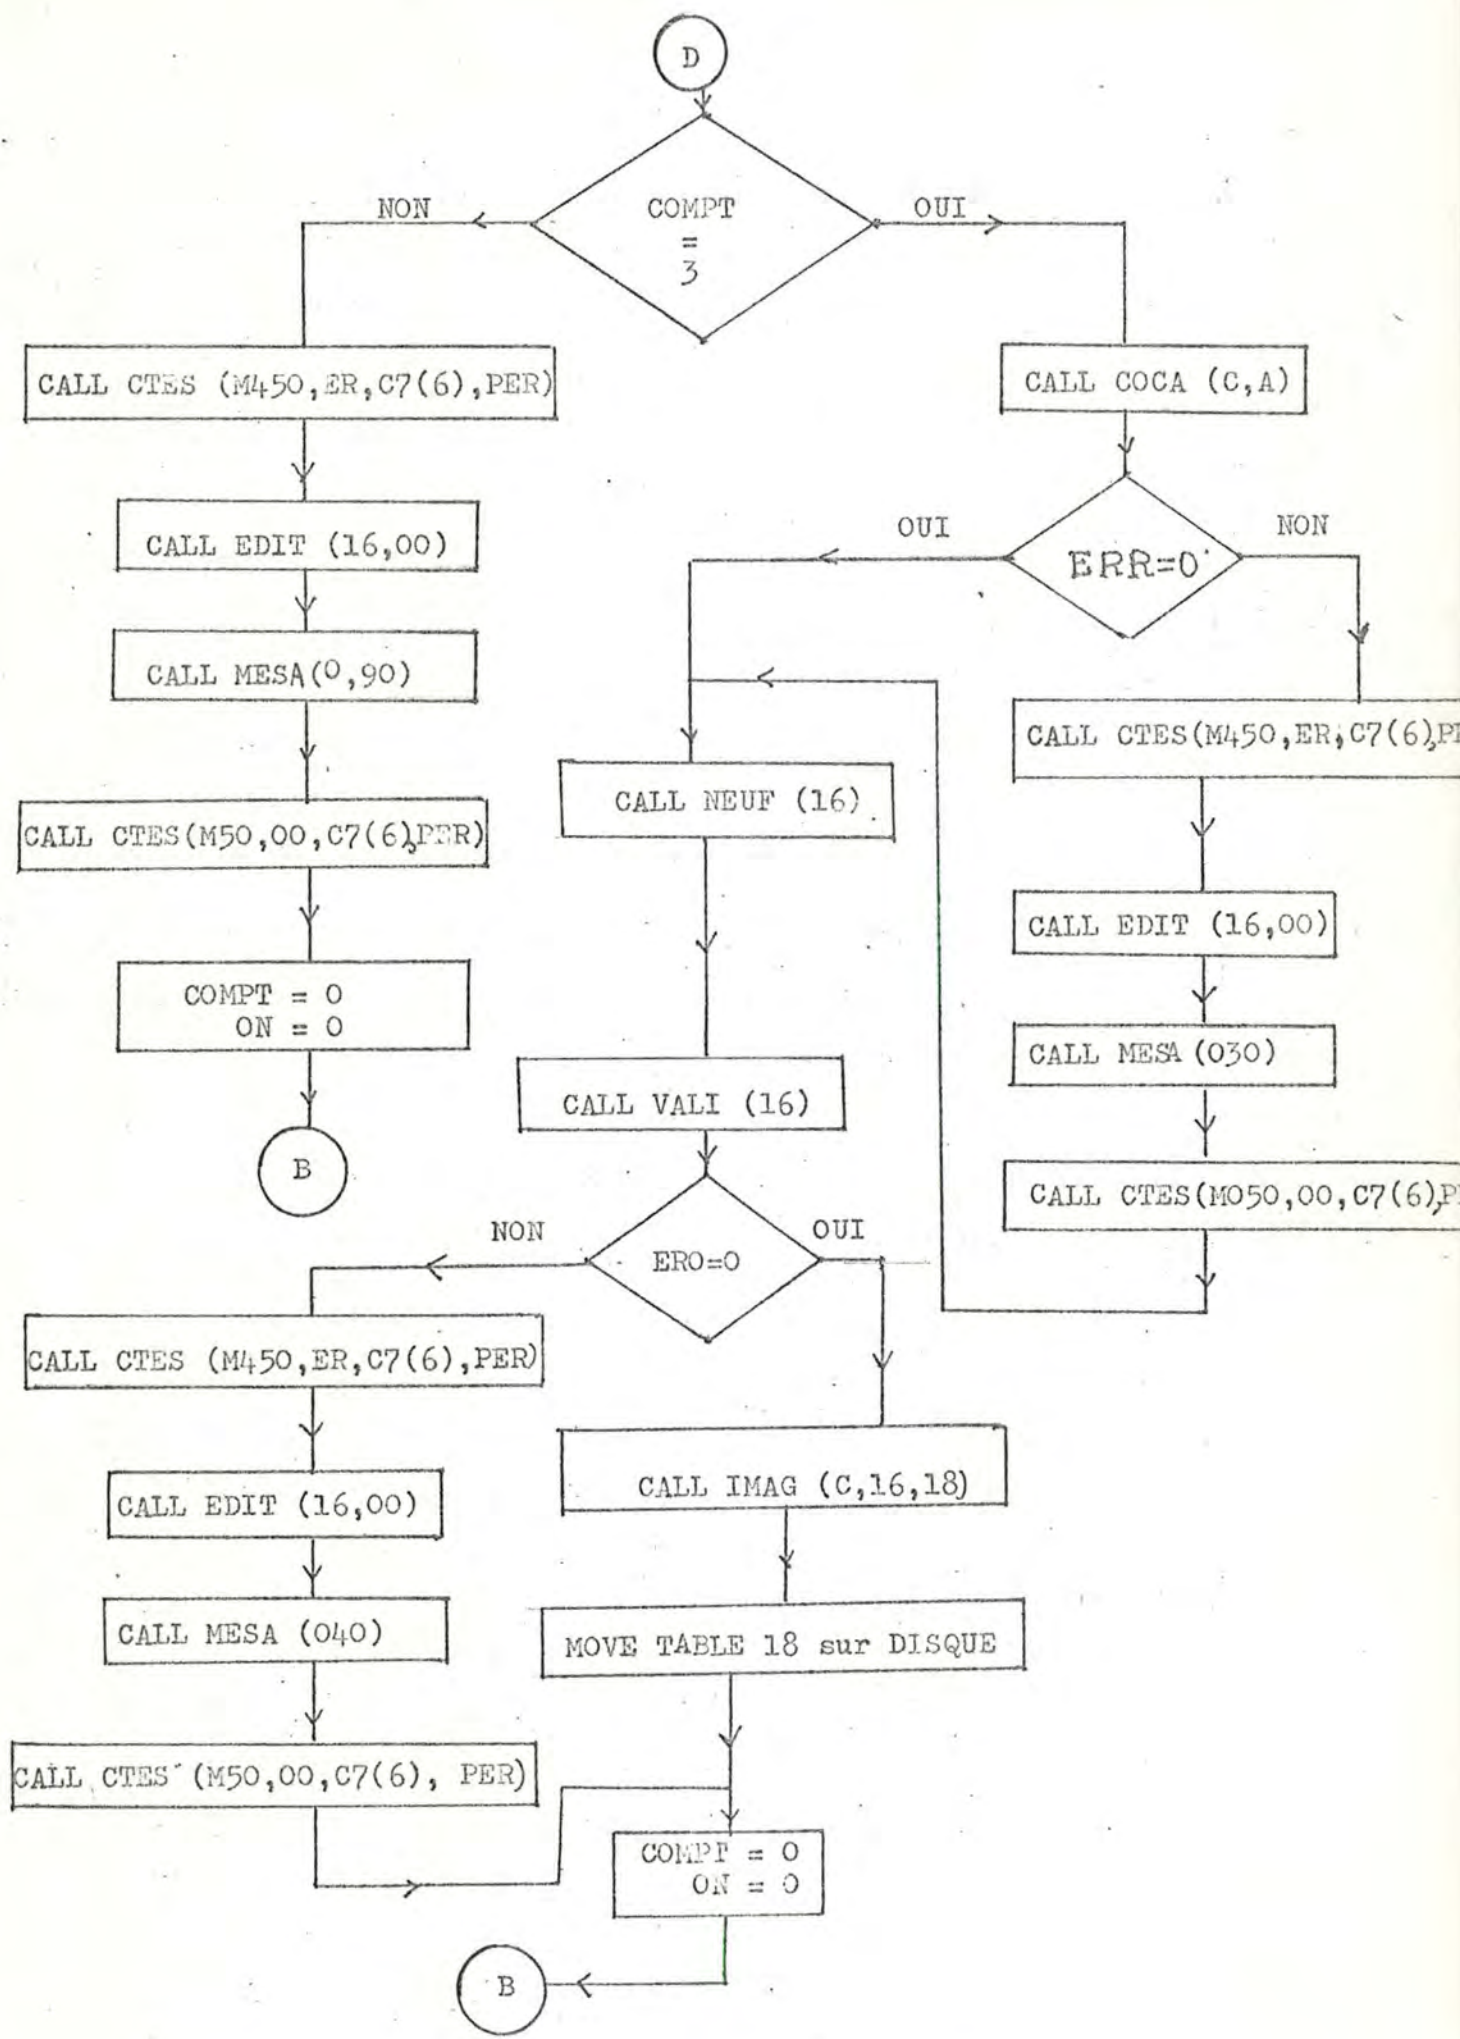 D
NON
OUI
COMPT
=
3
CALL CTES (M450,ER,C7(6),PER)
CALL COCA (C,A)
CALL EDIT (16,00)
OUI
NON
ERR=0
CALL MESA(0,90)
CALL CTES(M450,ER,C7(6),P
CALL NEUF (16)
CALL CTES(M50,00,C7(6),PER)
CALL EDIT (16,00)
COMPT = 0
ON = 0
CALL MESA (030)
CALL VALI (16)
B
CALL CTES(M050,00,C7(6),P
NON
OUI
ER0=0
CALL CTES (M450,ER,C7(6),PER)
CALL IMAG (C,16,18)
CALL EDIT (16,00)
CALL MESA (040)
MOVE TABLE 18 sur DISQUE
CALL CTES (M50,00,C7(6), PER)
COMPT = 0
ON = 0
B